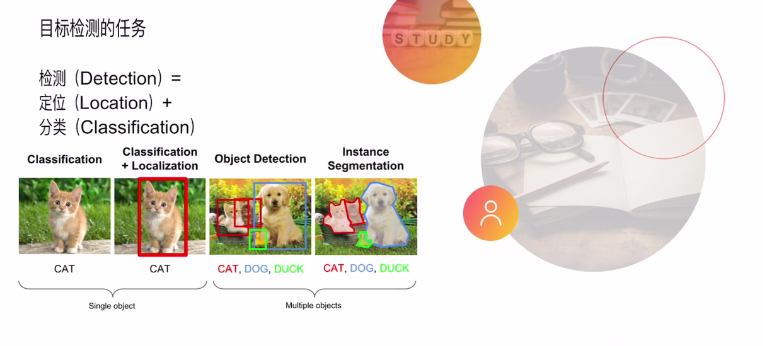 目标检测的任务
STUDY
检测（Detection）=
定位（Location）+
分类（Classification）
Classification
Classification
+ Localization
Object Detection
Instance
Segmentation
CAT
CAT
CAT, DOG, DUCK
CAT, DOG, DUCK
Single object
Multiple objects